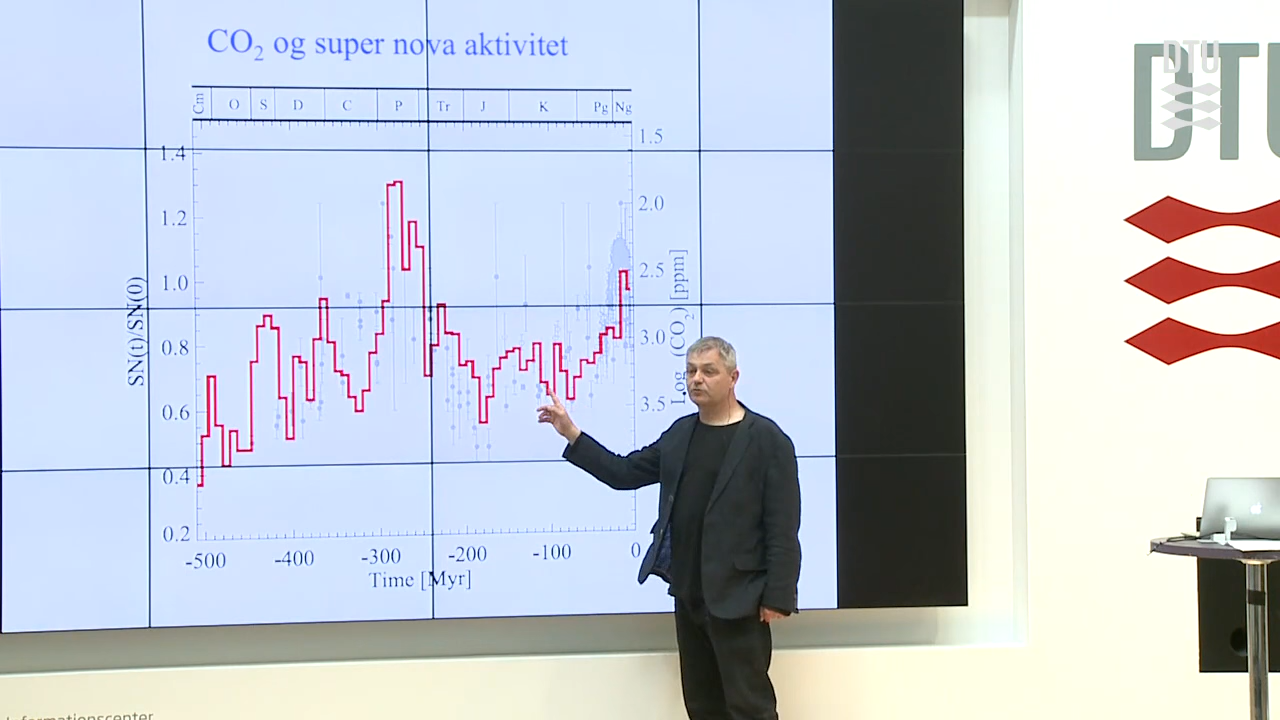 CO₂ og super nova aktivitet
Cm O S D C P Tr J K Pg Ng
1.4
1.2
1.0
0.8
0.6
0.4
0.2
SN(t)/SN(0)
1.5
2.0
2.5
3.0
3.5
Log (CO₂) [ppm]
-500 -400 -300 -200 -100 0
Time [Myr]
DTU
DTU
Informationscenter